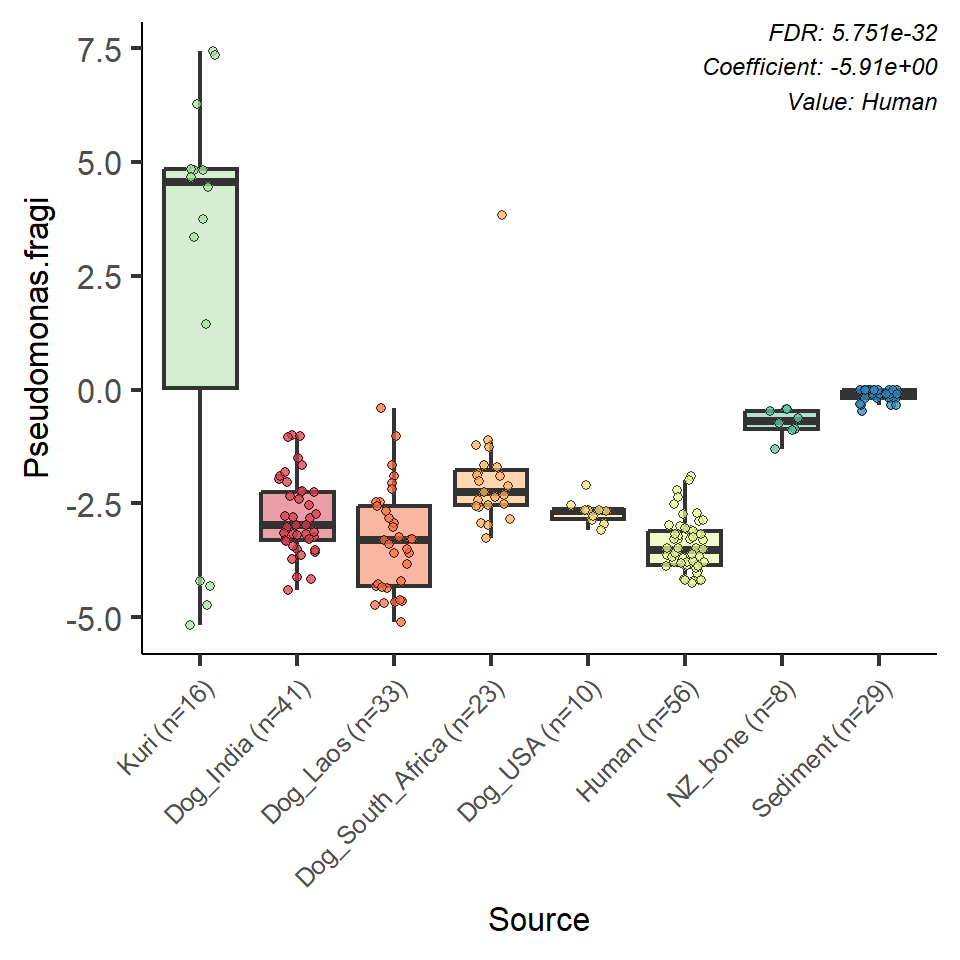 FDR: 5.751e-32
Coefficient: -5.91e+00
Value: Human
7.5
5.0
2.5
0.0
-2.5
-5.0
Pseudomonas.fragi
Kuri (n=16)
Dog_India (n=41)
Dog_Laos (n=33)
Dog_South_Africa (n=23)
Dog_USA (n=10)
Human (n=56)
NZ_bone (n=8)
Sediment (n=29)
Source